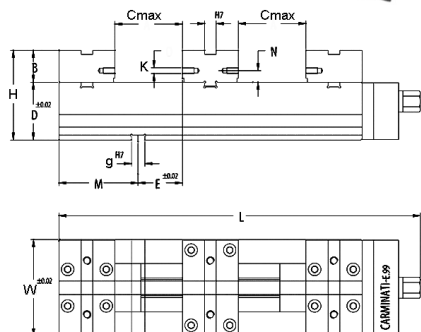 Cmax
H7
Cmax
K
N
B
H
D ±0.02
g H7
M
E ±0.02
L
W ±0.02
CARMINATI-E.99